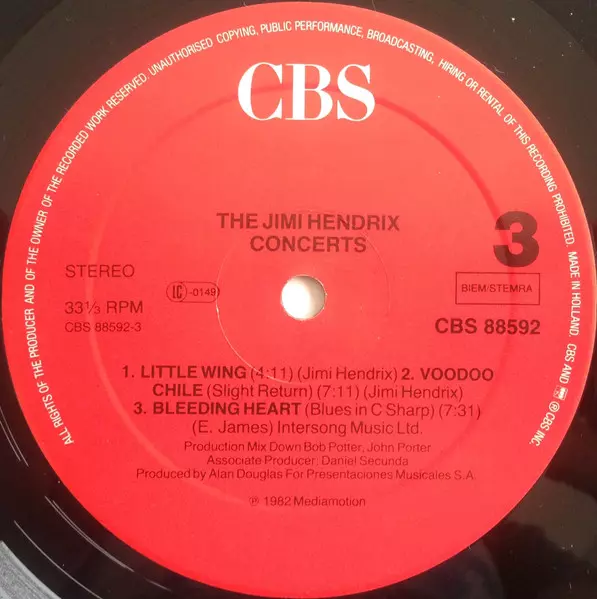 ALL RIGHTS OF THE PRODUCER AND OF THE OWNER OF THE RECORDED WORK RESERVED. UNAUTHORISED COPYING, PUBLIC PERFORMANCE, BROADCASTING, HIRING OR RENTAL OF THIS RECORDING PROHIBITED. MADE IN HOLLAND. CBS AND ℗ © CBS INC.
CBS
THE JIMI HENDRIX
CONCERTS
3
STEREO
LC -0149
BIEM/STEMRA
33⅓ RPM
CBS 88592-3
CBS 88592
1. LITTLE WING (4:11) (Jimi Hendrix) 2. VOODOO
CHILE (Slight Return) (7:11) (Jimi Hendrix)
3. BLEEDING HEART (Blues in C Sharp) (7:31)
(E. James) Intersong Music Ltd.
Production Mix Down Bob Potter, John Porter
Associate Producer: Daniel Secunda
Produced by Alan Douglas For Presentaciones Musicales S.A.
℗ 1982 Mediamotion